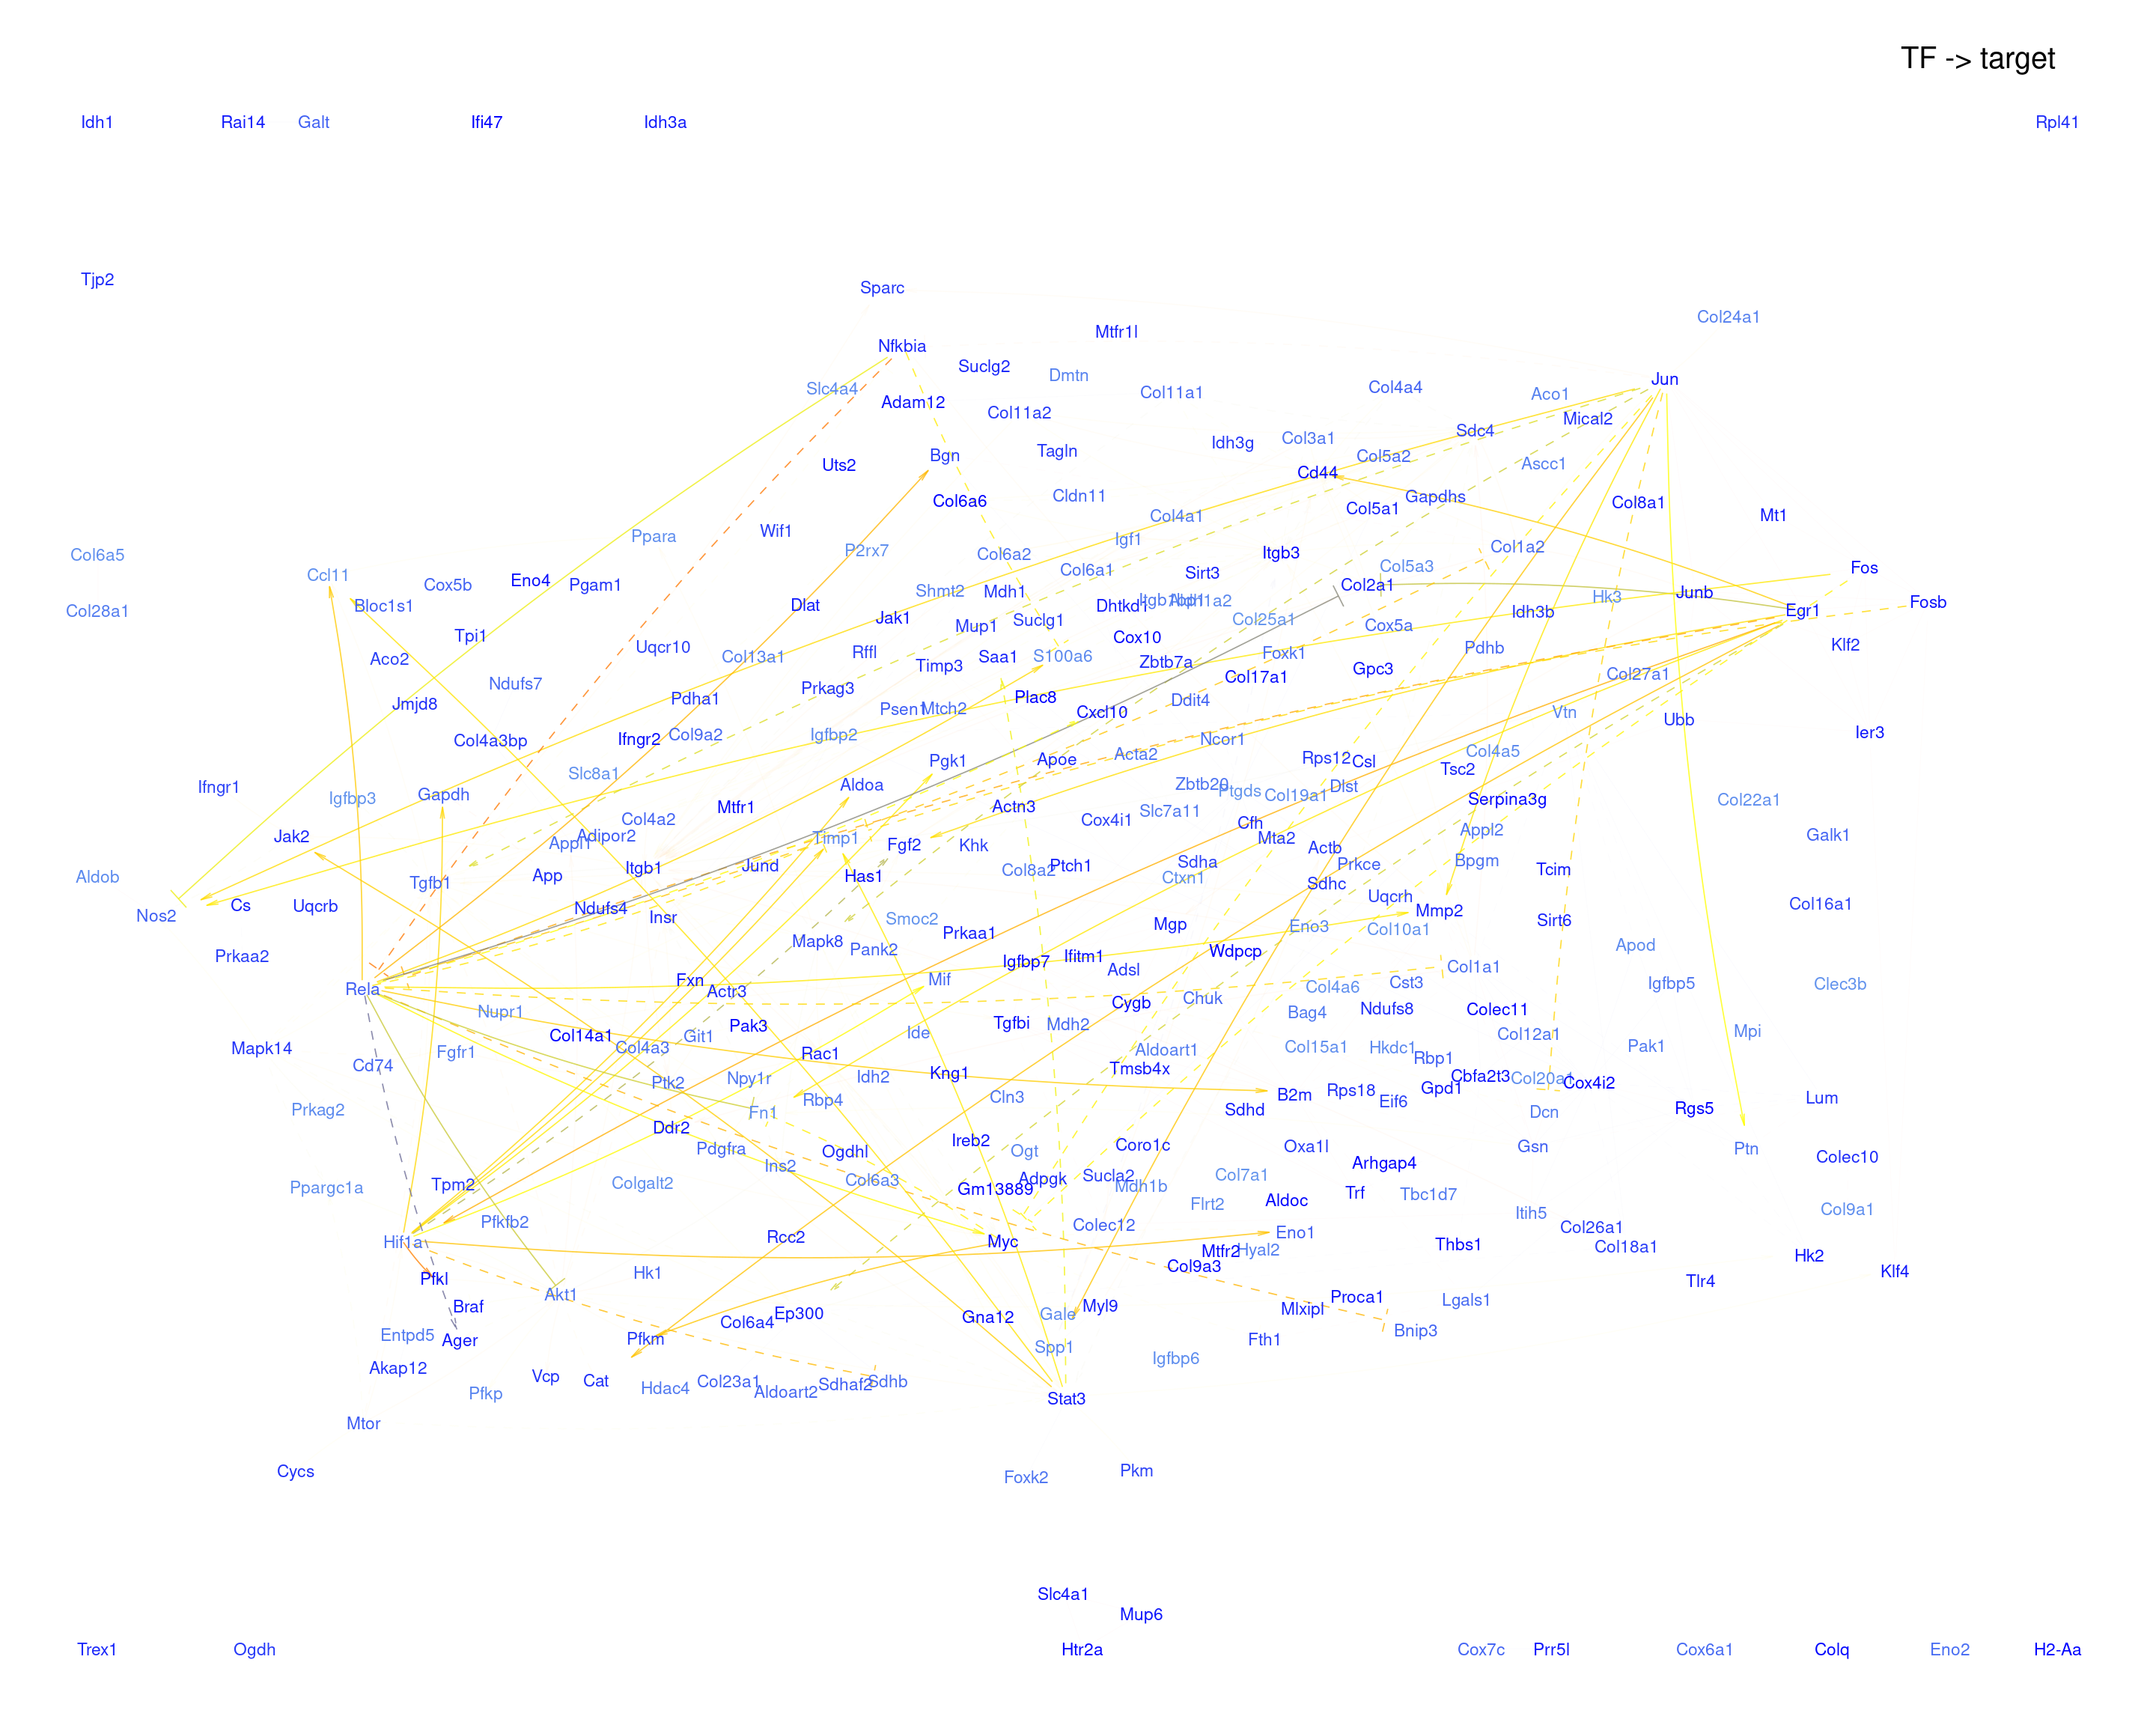 TF -> target
Idh1 Rai14 Galt Ifi47 Idh3a Rpl41
Tjp2
Sparc
Col24a1
Mtfr1l
Nfkbia
Suclg2
Dmtn
Jun
Slc4a4 Col11a1 Col4a4 Aco1
Adam12 Col11a2 Mical2
Sdc4
Idh3g Col3a1
Bgn Tagln Col5a2
Uts2 Cd44 Ascc1
Cldn11 Gapdhs
Col6a6 Col5a1 Col8a1
Col4a1 Mt1
Wif1 Ppara Igf1
P2rx7 Col6a2 Itgb3 Col1a2
Col6a5 Ccl11 Col6a1 Sirt3 Col5a3 Fos
Cox5b Eno4 Pgam1 Shmt2 Mdh1 Col2a1 Junb
Col28a1 Bloc1s1 Dlat Dhtkd1 Hk3 Fosb
Jak1 Suclg1 Col25a1 Idh3b Egr1
Tpi1 Mup1 Cox10 Cox5a
Aco2 Uqcr10 Col13a1 Rffl Timp3 Saa1 S100a6 Zbtb7a Foxk1 Pdhb Klf2
Ndufs7 Prkag3 Col17a1 Gpc3 Col27a1
Jmjd8 Pdha1 Psen1 Mtch2 Plac8 Cxcl10 Ddit4 Vtn Ubb
Col4a3bp Ifngr2 Col9a2 Igfbp2 Ncor1 Ier3
Pgk1 Apoe Acta2 Rps12 Csl Col4a5
Slc8a1 Tsc2
Ifngr1 Igfbp3 Gapdh Aldoa Zbtb20 Ptgds Col19a1 Dlst Serpina3g Col22a1
Mtfr1 Actn3 Slc7a11
Col4a2 Cox4i1 Cfh Appl2
Jak2 Appl1 Adipor2 Timp1 Fgf2 Khk Mta2 Actb Galk1
Itgb1 Jund Col8a2 Ptch1 Sdha Prkce Bpgm Tcim
Aldob Tgfb1 App Has1 Ctxn1 Sdhc
Nos2 Cs Uqcrb Ndufs4 Insr Smoc2 Mgp Eno3 Uqcrh Mmp2 Sirt6 Col16a1
Prkaa2 Mapk8 Pank2 Prkaa1 Wdpcp Col10a1 Apod
Igfbp7 Ifitm1 Adsl Col1a1
Rela Fxn Actr3 Mif Cygb Chuk Col4a6 Cst3 Igfbp5 Clec3b
Nupr1 Pak3 Tgfbi Mdh2 Bag4 Ndufs8 Colec11
Mapk14 Fgfr1 Col14a1 Col4a3 Git1 Rac1 Ide Aldoart1 Col15a1 Hkdc1 Col12a1 Pak1 Mpi
Cd74 Ptk2 Npy1r Idh2 Kng1 Tmsb4x Rbp1 Cbfa2t3 Col20a1 Cox4i2
Prkag2 Fn1 Rbp4 Cln3 Sdhd B2m Rps18 Eif6 Gpd1 Dcn Rgs5 Lum
Ddr2 Pdgfra Ogdhl Ireb2 Ogt Coro1c Oxa1l Gsn Ptn
Ppargc1a Tpm2 Colgalt2 Ins2 Col6a3 Gm13889 Adpgk Sucla2 Mdh1b Col7a1 Arhgap4 Colec10
Pfkfb2 Colec12 Flrt2 Aldoc Trf Tbc1d7 Itih5 Col9a1
Hif1a Rcc2 Myc Mtfr2 Hyal2 Eno1 Thbs1 Col26a1 Col18a1
Pfkl Hk1 Col9a3 Tlr4 Hk2 Klf4
Braf Akt1 Col6a4 Ep300 Gna12 Gale Myl9 Mlxipl Proca1 Lgals1
Entpd5 Ager Pfkm Spp1 Fth1 Bnip3
Akap12 Vcp Cat Igfbp6
Pfkp Hdac4 Col23a1 Aldoart2 Sdhaf2 Sdhb Stat3
Mtor
Cycs Foxk2 Pkm
Slc4a1
Mup6
Trex1 Ogdh Htr2a Cox7c Prr5l Cox6a1 Colq Eno2 H2-Aa